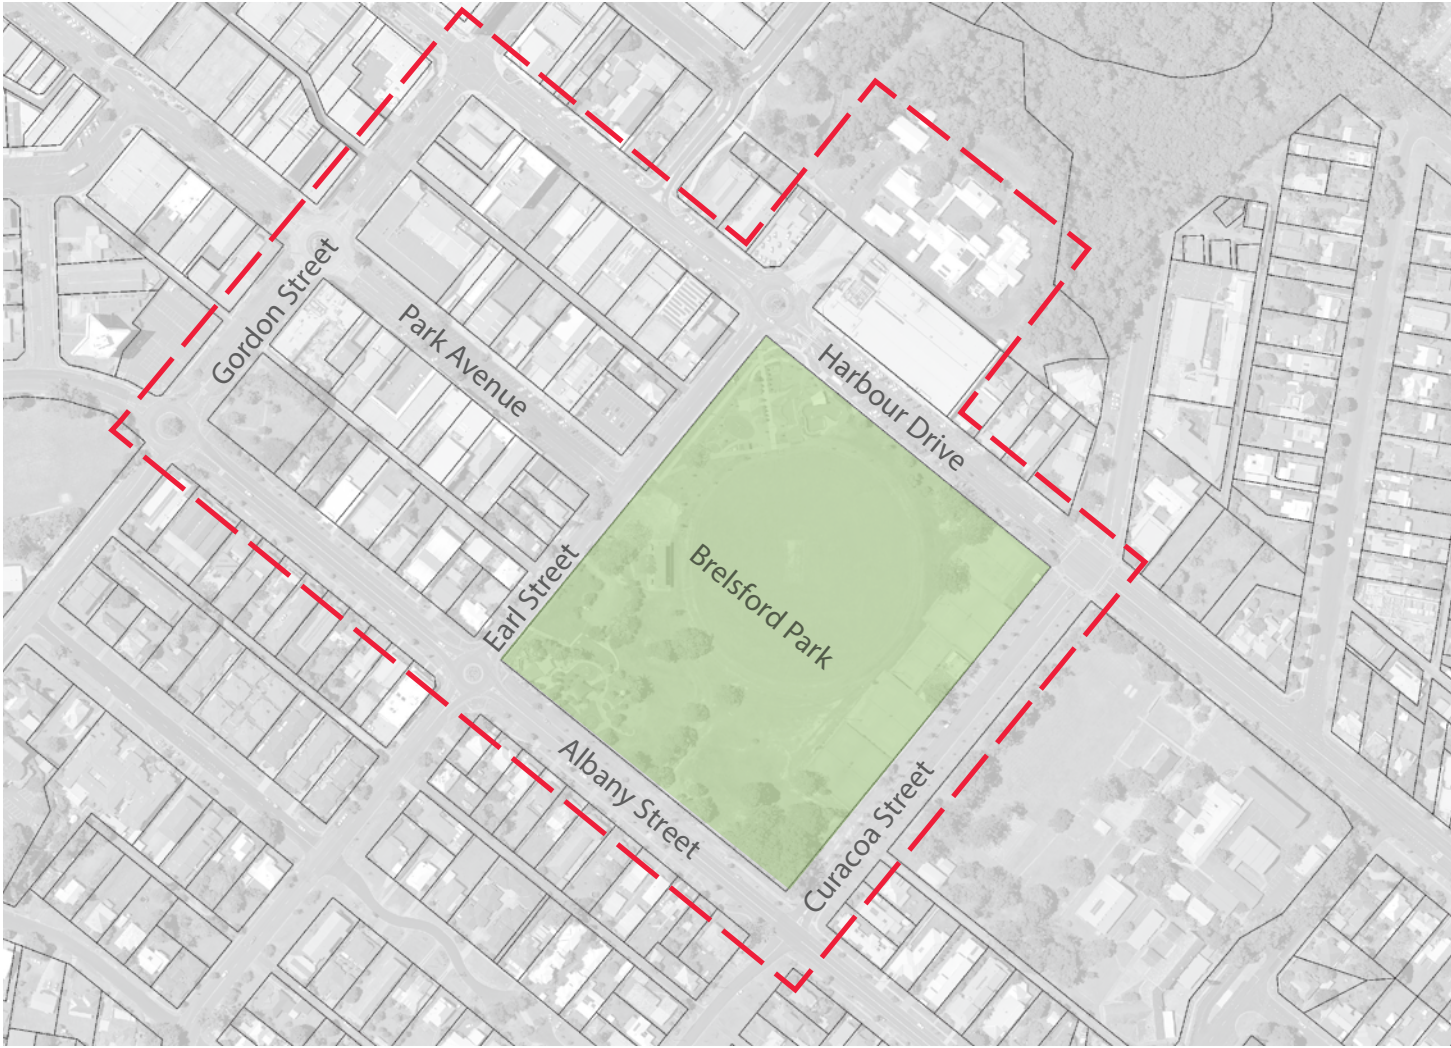 Gordon Street
Park Avenue
Harbour Drive
Brelsford Park
Earl Street
Albany Street
Curacoa Street